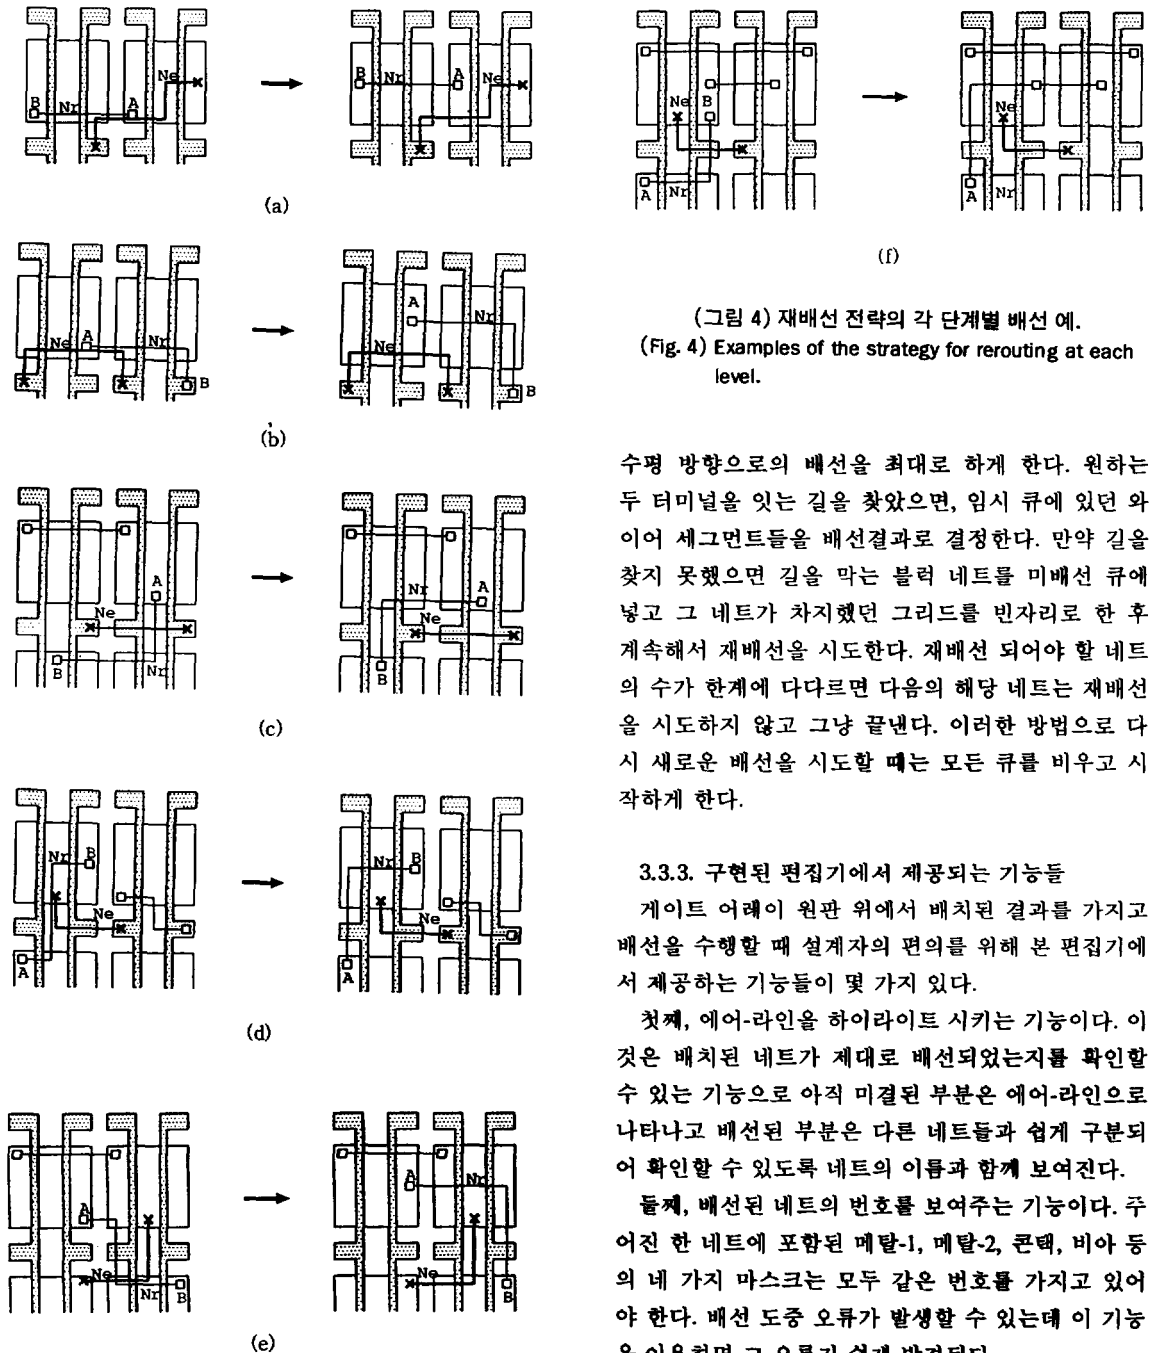 B
Nr
A
Ne
B
Nr
A
Ne
(a)
Ne
A
Nr
B
A
Nr
Ne
B
(b)
A
Ne
B
Nr
Nr
A
Ne
B
(c)
Nr
B
Ne
A
Nr
B
Ne
A
(d)
A
Ne
Nr
B
A
Nr
Ne
B
(e)
Ne
B
A
Nr
Ne
A
Nr
(f)
(그림 4) 재배선 전략의 각 단계별 배선 예.
(Fig. 4) Examples of the strategy for rerouting at each
level.
수평 방향으로의 배선을 최대로 하게 한다. 원하는
두 터미널을 잇는 길을 찾았으면, 임시 큐에 있던 와
이어 세그먼트들을 배선결과로 결정한다. 만약 길을
찾지 못했으면 길을 막는 블럭 네트를 미배선 큐에
넣고 그 네트가 차지했던 그리드를 빈자리로 한 후
계속해서 재배선을 시도한다. 재배선 되어야 할 네트
의 수가 한계에 다다르면 다음의 해당 네트는 재배선
을 시도하지 않고 그냥 끝낸다. 이러한 방법으로 다
시 새로운 배선을 시도할 때는 모든 큐를 비우고 시
작하게 한다.
3.3.3. 구현된 편집기에서 제공되는 기능들
게이트 어레이 원판 위에서 배치된 결과를 가지고
배선을 수행할 때 설계자의 편의를 위해 본 편집기에
서 제공하는 기능들이 몇 가지 있다.
첫째, 에어-라인을 하이라이트 시키는 기능이다. 이
것은 배치된 네트가 제대로 배선되었는지를 확인할
수 있는 기능으로 아직 미결된 부분은 에어-라인으로
나타나고 배선된 부분은 다른 네트들과 쉽게 구분되
어 확인할 수 있도록 네트의 이름과 함께 보여진다.
둘째, 배선된 네트의 번호를 보여주는 기능이다. 주
어진 한 네트에 포함된 메탈-1, 메탈-2, 콘택, 비아 등
의 네 가지 마스크는 모두 같은 번호를 가지고 있어
야 한다. 배선 도중 오류가 발생할 수 있는데 이 기능